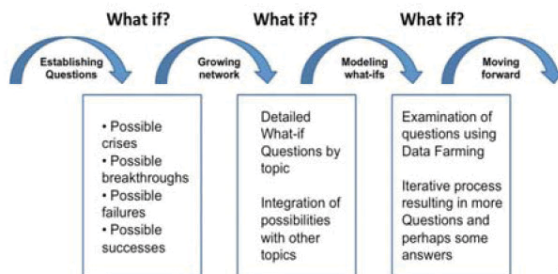 What if?
What if?
What if?
Establishing
Questions
Growing
network
Modeling
what-ifs
Moving
forward
• Possible
crises
• Possible
breakthroughs
• Possible
failures
• Possible
successes
Detailed
What-if
Questions by
topic
Integration of
possibilities
with other
topics
Examination of
questions using
Data Farming
Iterative process
resulting in more
Questions and
perhaps some
answers